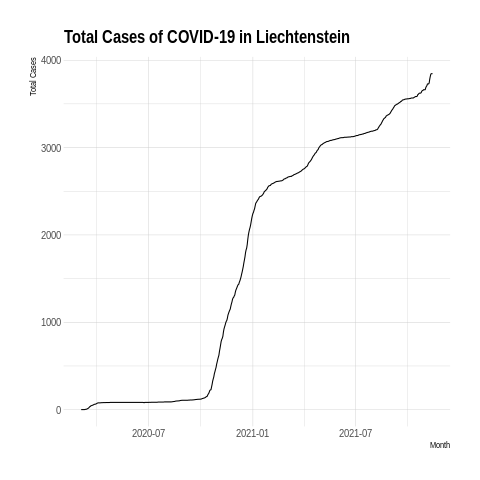 Total Cases of COVID-19 in Liechtenstein
Total Cases
4000
3000
2000
1000
0
2020-07 2021-01 2021-07
Month